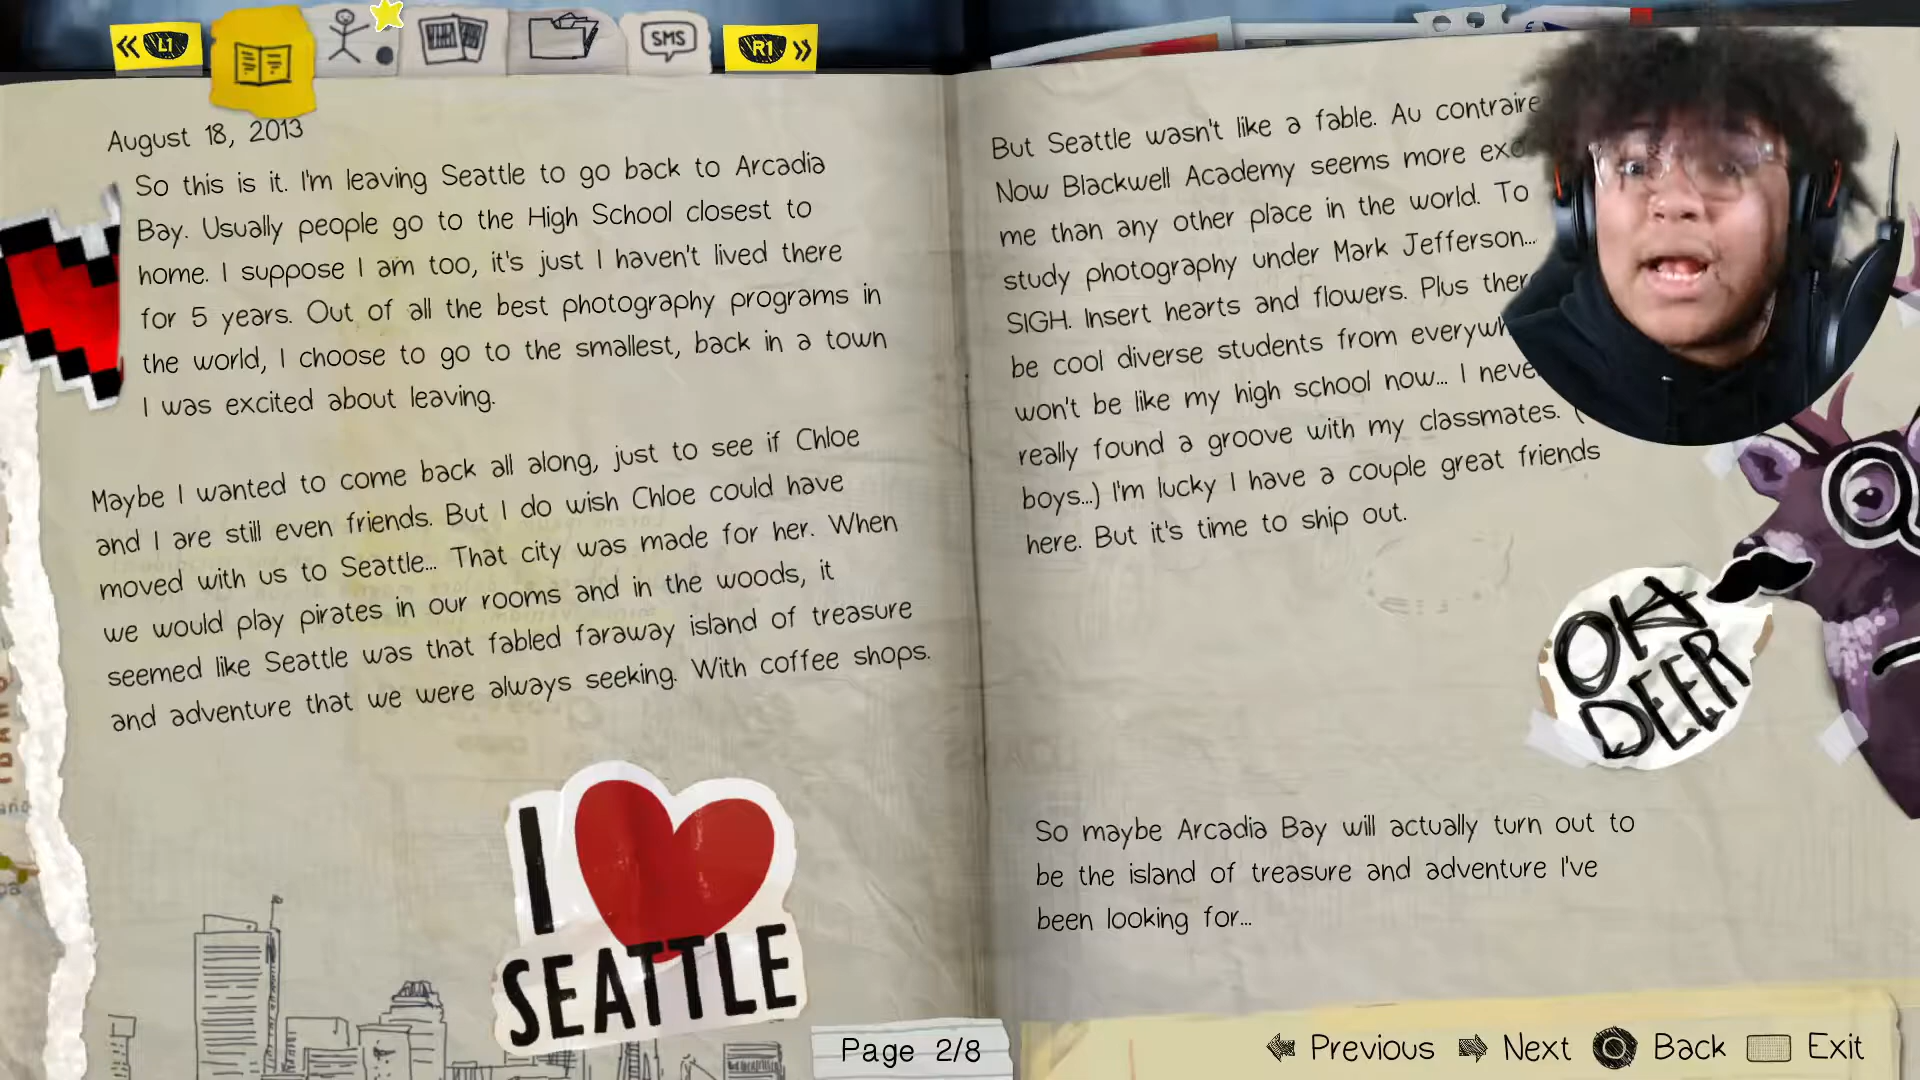 L1
SMS
R1
August 18, 2013
So this is it. I'm leaving Seattle to go back to Arcadia
Bay. Usually people go to the High School closest to
home. I suppose I am too, it's just I haven't lived there
for 5 years. Out of all the best photography programs in
the world, I choose to go to the smallest, back in a town
I was excited about leaving.
Maybe I wanted to come back all along, just to see if Chloe
and I are still even friends. But I do wish Chloe could have
moved with us to Seattle... That city was made for her. When
we would play pirates in our rooms and in the woods, it
seemed like Seattle was that fabled faraway island of treasure
and adventure that we were always seeking. With coffee shops.
I
SEATTLE
But Seattle wasn't like a fable. Au contraire
Now Blackwell Academy seems more
me than any other place in the world. To
study photography under Mark Jefferson...
SIGH. Insert hearts and flowers. Plus
be cool diverse students from
won't be like my high school now... I
really found a groove with my classmates. (
boys...) I'm lucky I have a couple great friends
here. But it's time to ship out.
OH
DEER
So maybe Arcadia Bay will actually turn out to
be the island of treasure and adventure I've
been looking for...
Page 2/8
Previous
Next
Back
Exit